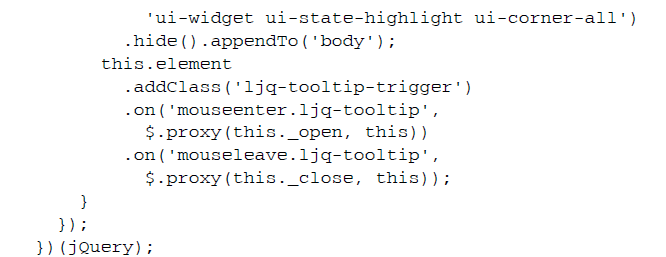 'ui-widget ui-state-highlight ui-corner-all')
.hide().appendTo('body');
this.element
.addClass('ljq-tooltip-trigger')
.on('mouseenter.ljq-tooltip',
$.proxy(this._open, this))
.on('mouseleave.ljq-tooltip',
$.proxy(this._close, this));
}
});
})(jQuery);